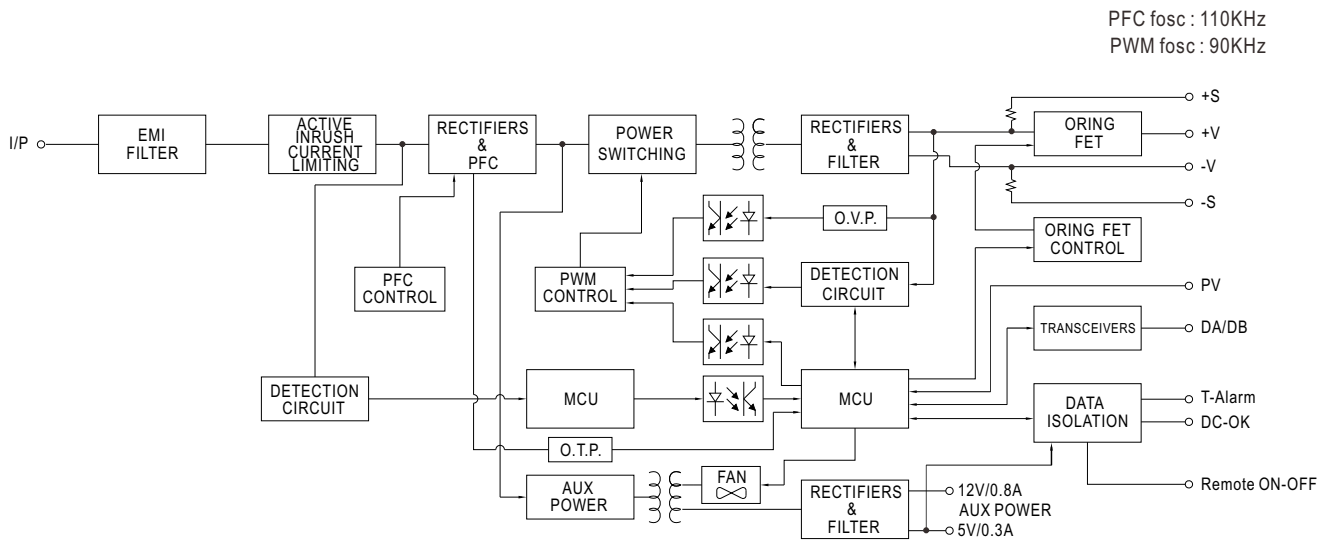 PFC fosc : 110KHz
PWM fosc : 90KHz
I/P
EMI
FILTER
ACTIVE
INRUSH
CURRENT
LIMITING
RECTIFIERS
&
PFC
POWER
SWITCHING
RECTIFIERS
&
FILTER
ORING
FET
+S
+V
-V
-S
O.V.P.
ORING FET
CONTROL
PFC
CONTROL
PWM
CONTROL
DETECTION
CIRCUIT
PV
TRANSCEIVERS
DA/DB
DETECTION
CIRCUIT
MCU
MCU
DATA
ISOLATION
T-Alarm
DC-OK
O.T.P.
AUX
POWER
FAN
RECTIFIERS
&
FILTER
12V/0.8A
AUX POWER
5V/0.3A
Remote ON-OFF